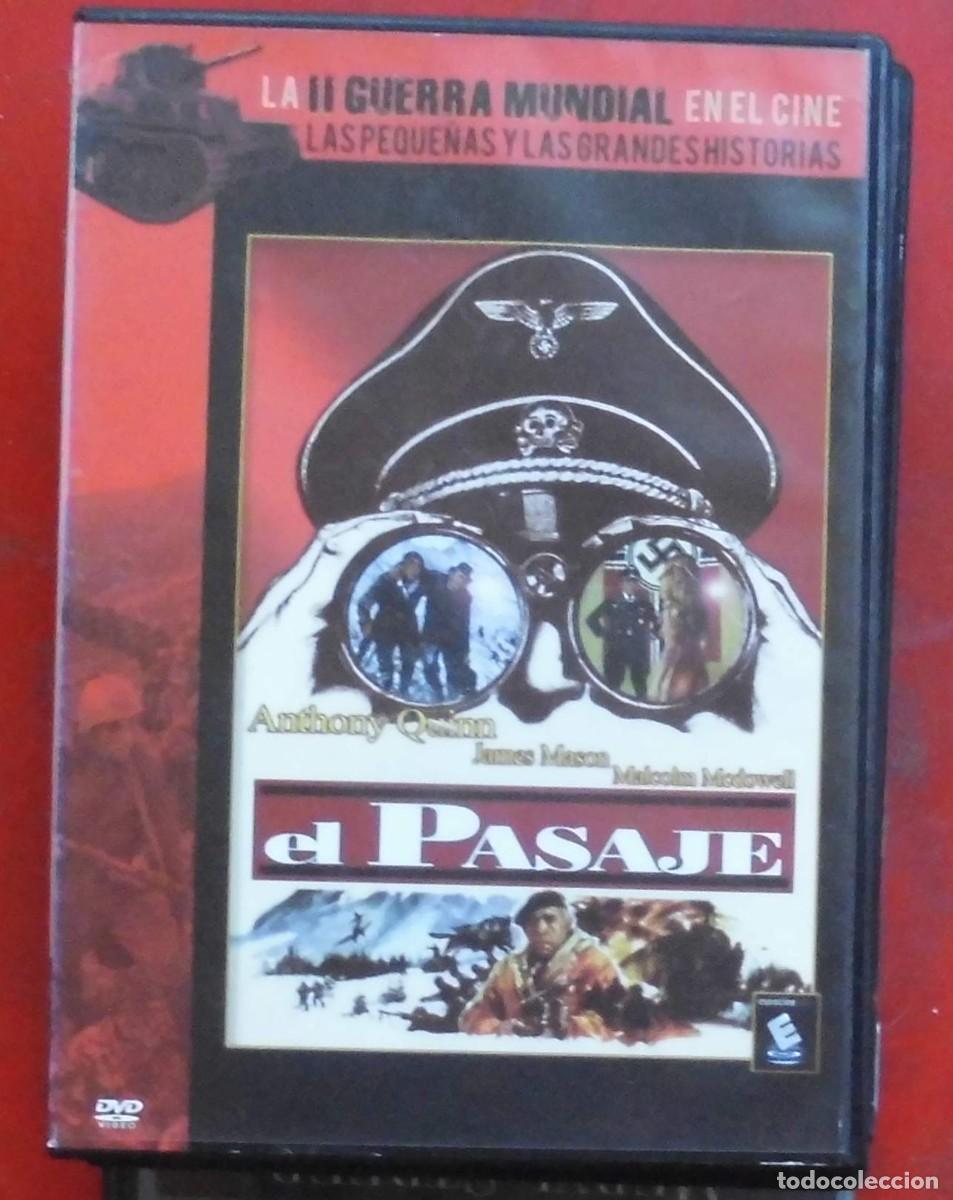 LA II GUERRA MUNDIAL EN EL CINE
LAS PEQUEÑAS Y LAS GRANDES HISTORIAS
Anthony Quinn
James Mason
Malcolm Mcdowell
el PASAJE
E
DVD
VIDEO
todocoleccion